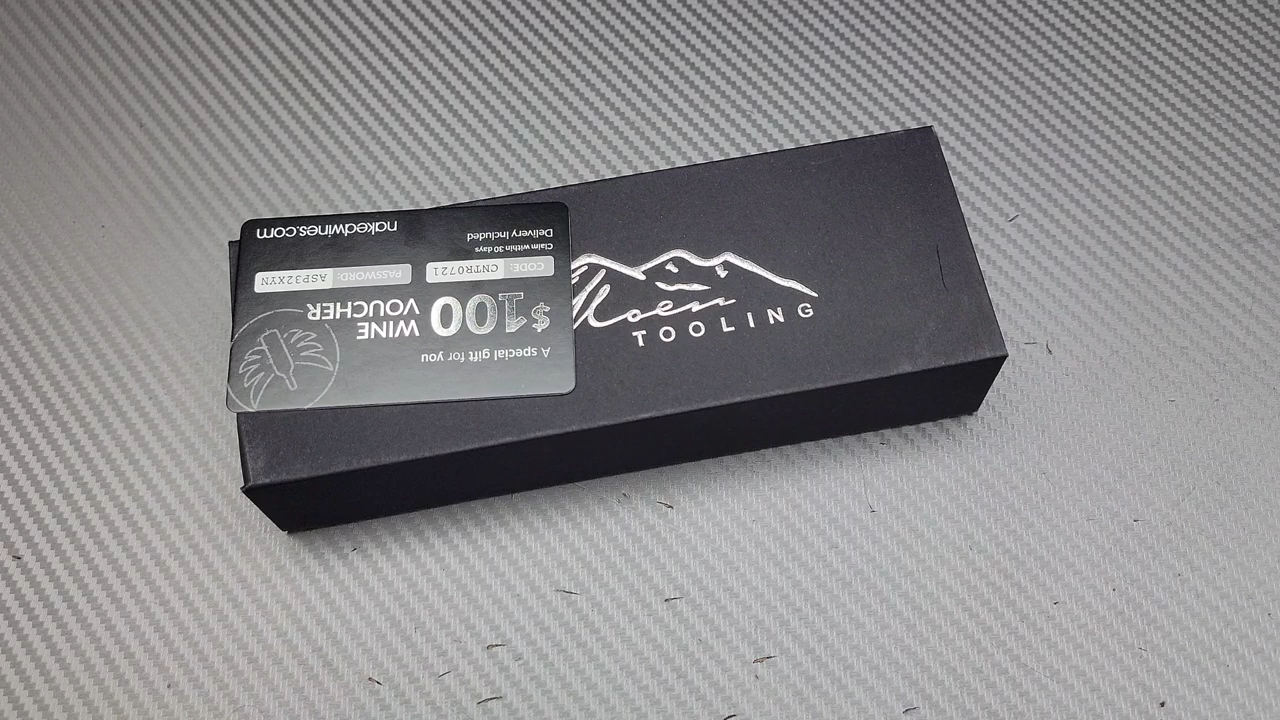 A special gift for you
$100 WINE
VOUCHER
CODE: CNTR0721 PASSWORD: ASP32XYN
Claim within 30 days
Delivery Included
nakedwines.com
TOOLING